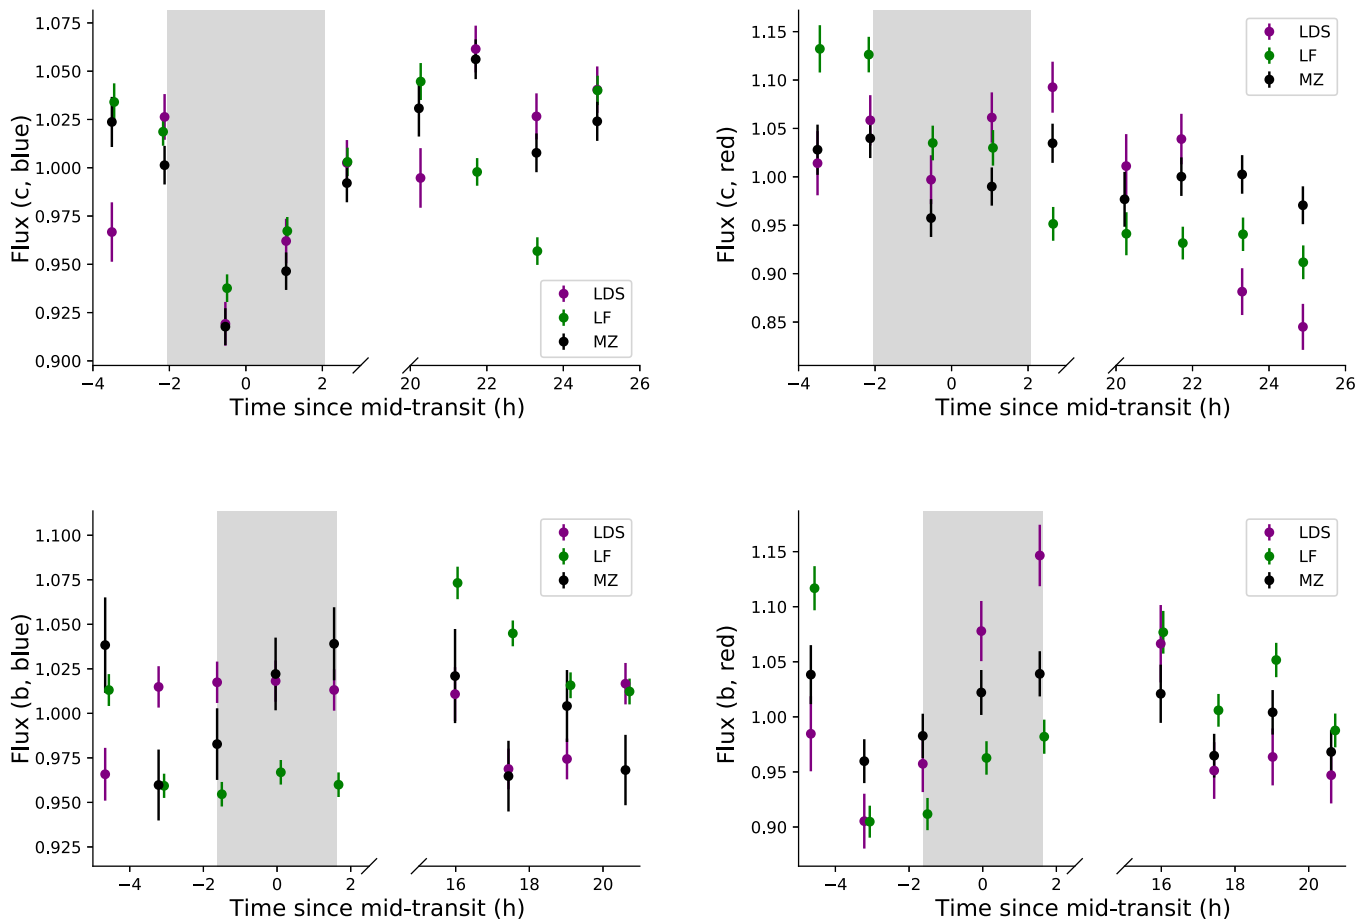 1.075
1.050
1.025
1.000
0.975
0.950
0.925
0.900
Flux (c, blue)
LDS
LF
MZ
−4 −2 0 2 20 22 24 26
Time since mid-transit (h)
1.15
1.10
1.05
1.00
0.95
0.90
0.85
Flux (c, red)
LDS
LF
MZ
−4 −2 0 2 20 22 24 26
Time since mid-transit (h)
1.100
1.075
1.050
1.025
1.000
0.975
0.950
0.925
Flux (b, blue)
LDS
LF
MZ
−4 −2 0 2 16 18 20
Time since mid-transit (h)
1.15
1.10
1.05
1.00
0.95
0.90
Flux (b, red)
LDS
LF
MZ
−4 −2 0 2 16 18 20
Time since mid-transit (h)